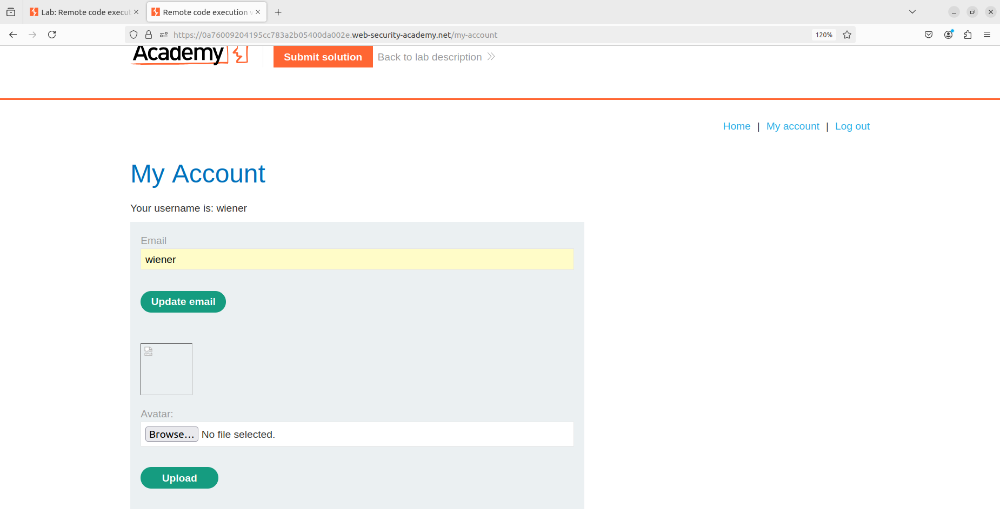 Lab: Remote code execut
Remote code execution v
https://0a76009204195cc783a2b05400da002e.web-security-academy.net/my-account
120%
Academy
Submit solution
Back to lab description
Home | My account | Log out
My Account
Your username is: wiener
Email
wiener
Update email
Avatar:
Browse... No file selected.
Upload